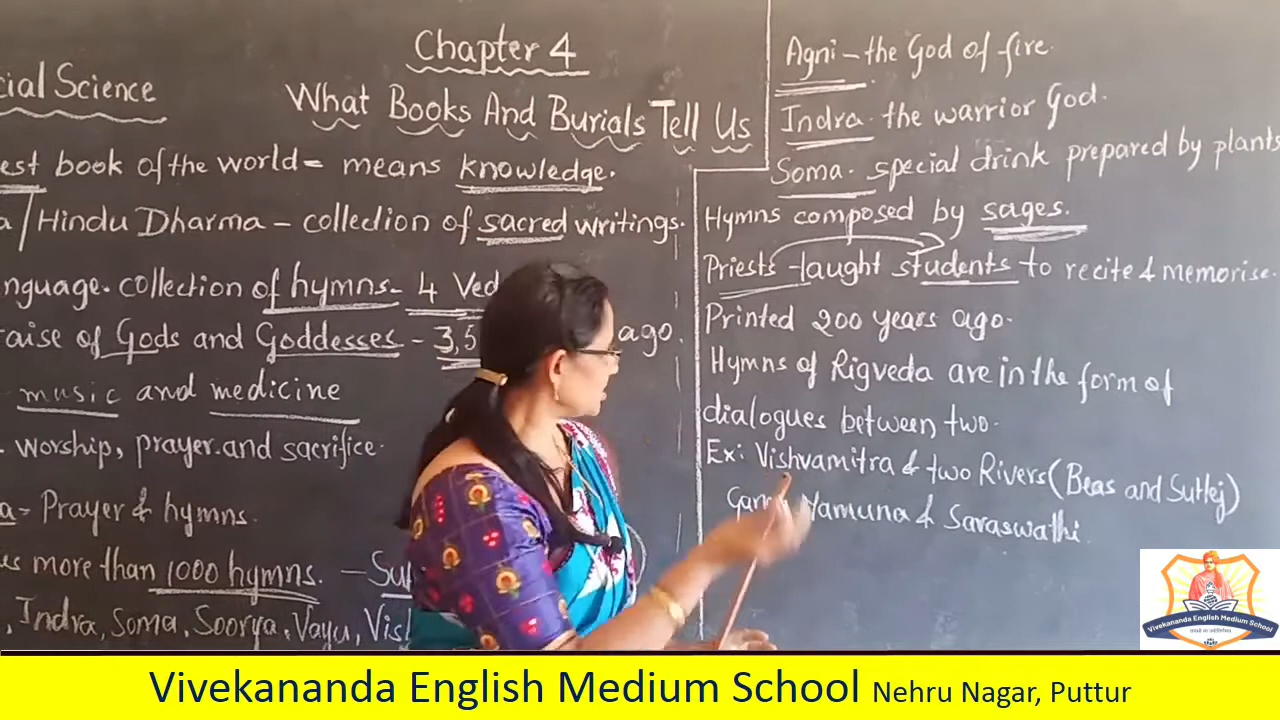 Chapter 4
cial Science
What Books And Burials Tell Us
est book of the world = means knowledge.
a / Hindu Dharma - collection of sacred writings.
nguage. collection of hymns - 4 Ved
raise of Gods and Goddesses - 3,5 ago.
music and medicine
worship, prayer and sacrifice.
a = Prayer & hymns.
es more than 1000 hymns. - Su
, Indra, Soma, Soorya, Vayu, Vish
Agni - the God of fire.
Indra. the warrior God.
Soma. special drink prepared by plants
Hymns composed by sages.
Priests - taught students to recite & memorise.
Printed 200 years ago.
Hymns of Rigveda are in the form of
dialogues between two.
Ex: Vishvamitra & two Rivers (Beas and Sutlej)
Yamuna & Saraswathi.
Vivekananda English Medium School
Vivekananda English Medium School Nehru Nagar, Puttur